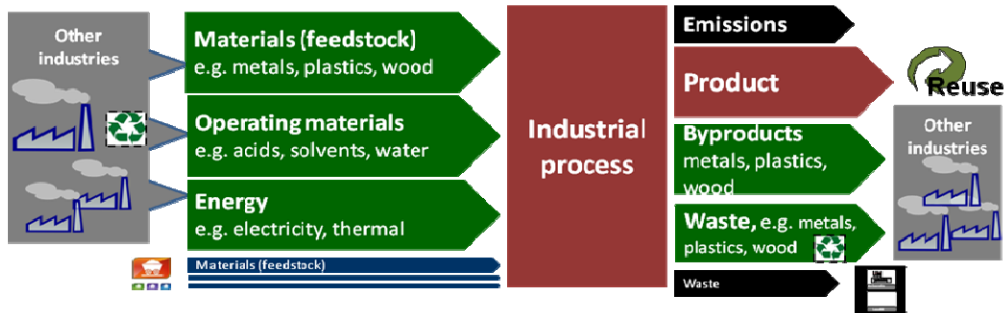 Other
industries
Materials (feedstock)
e.g. metals, plastics, wood
Operating materials
e.g. acids, solvents, water
Energy
e.g. electricity, thermal
Materials (feedstock)
Industrial
process
Emissions
Product
Byproducts
metals, plastics,
wood
Waste, e.g. metals,
plastics, wood
Waste
Reuse
Other
industries